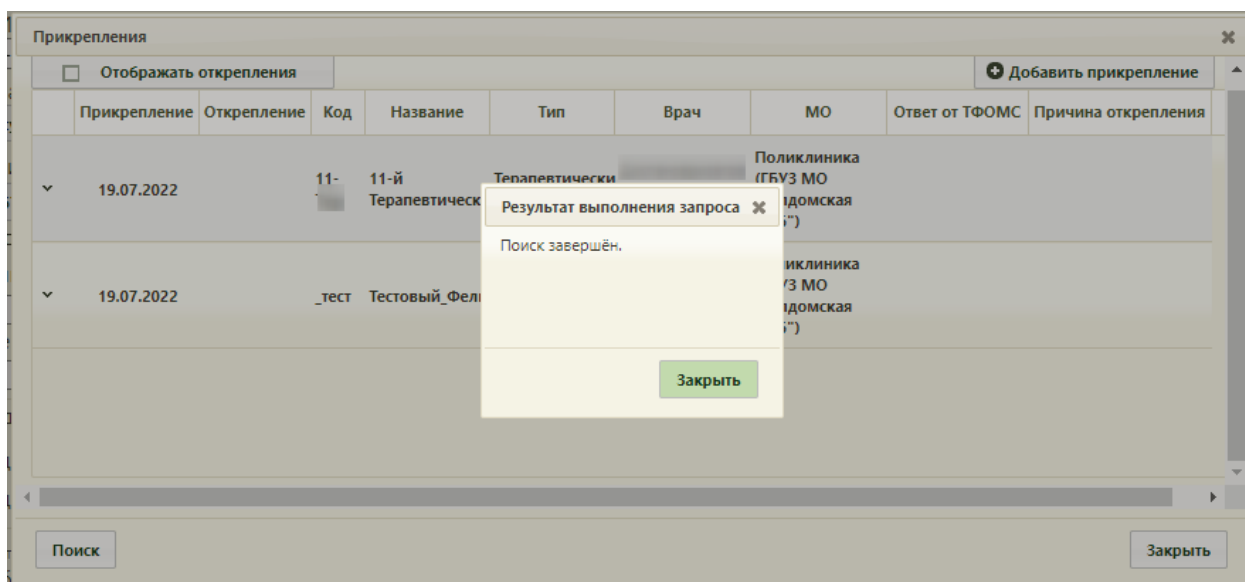 Прикрепления
Отображать открепления
Добавить прикрепление
Прикрепление Открепление Код Название Тип Врач МО Ответ от ТФОМС Причина открепления
19.07.2022
11-
11-й
Терапевтическ
Терапевтически
Поликлиника
(ГБУЗ МО
19.07.2022
_тест
МО
Результат выполнения запроса
Поиск завершён.
Закрыть
Поиск
Закрыть